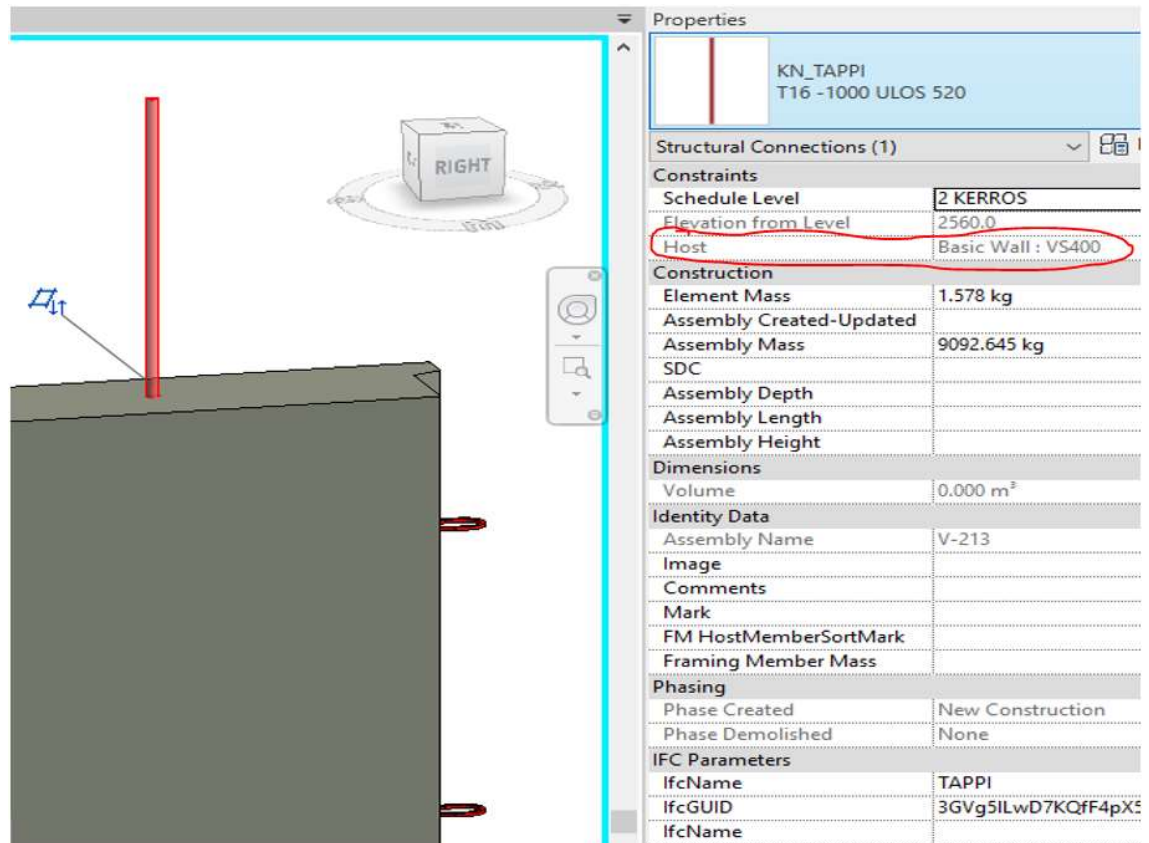 Properties
KN_TAPPI
T16 -1000 ULOS 520
RIGHT
Structural Connections (1)
Constraints
Schedule Level 2 KERROS
Elevation from Level 2560.0
Host Basic Wall : VS400
Construction
Element Mass 1.578 kg
Assembly Created-Updated
Assembly Mass 9092.645 kg
SDC
Assembly Depth
Assembly Length
Assembly Height
Dimensions
Volume 0.000 m³
Identity Data
Assembly Name V-213
Image
Comments
Mark
FM HostMemberSortMark
Framing Member Mass
Phasing
Phase Created New Construction
Phase Demolished None
IFC Parameters
IfcName TAPPI
IfcGUID 3GVg5ILwD7KQfF4pX5
IfcName